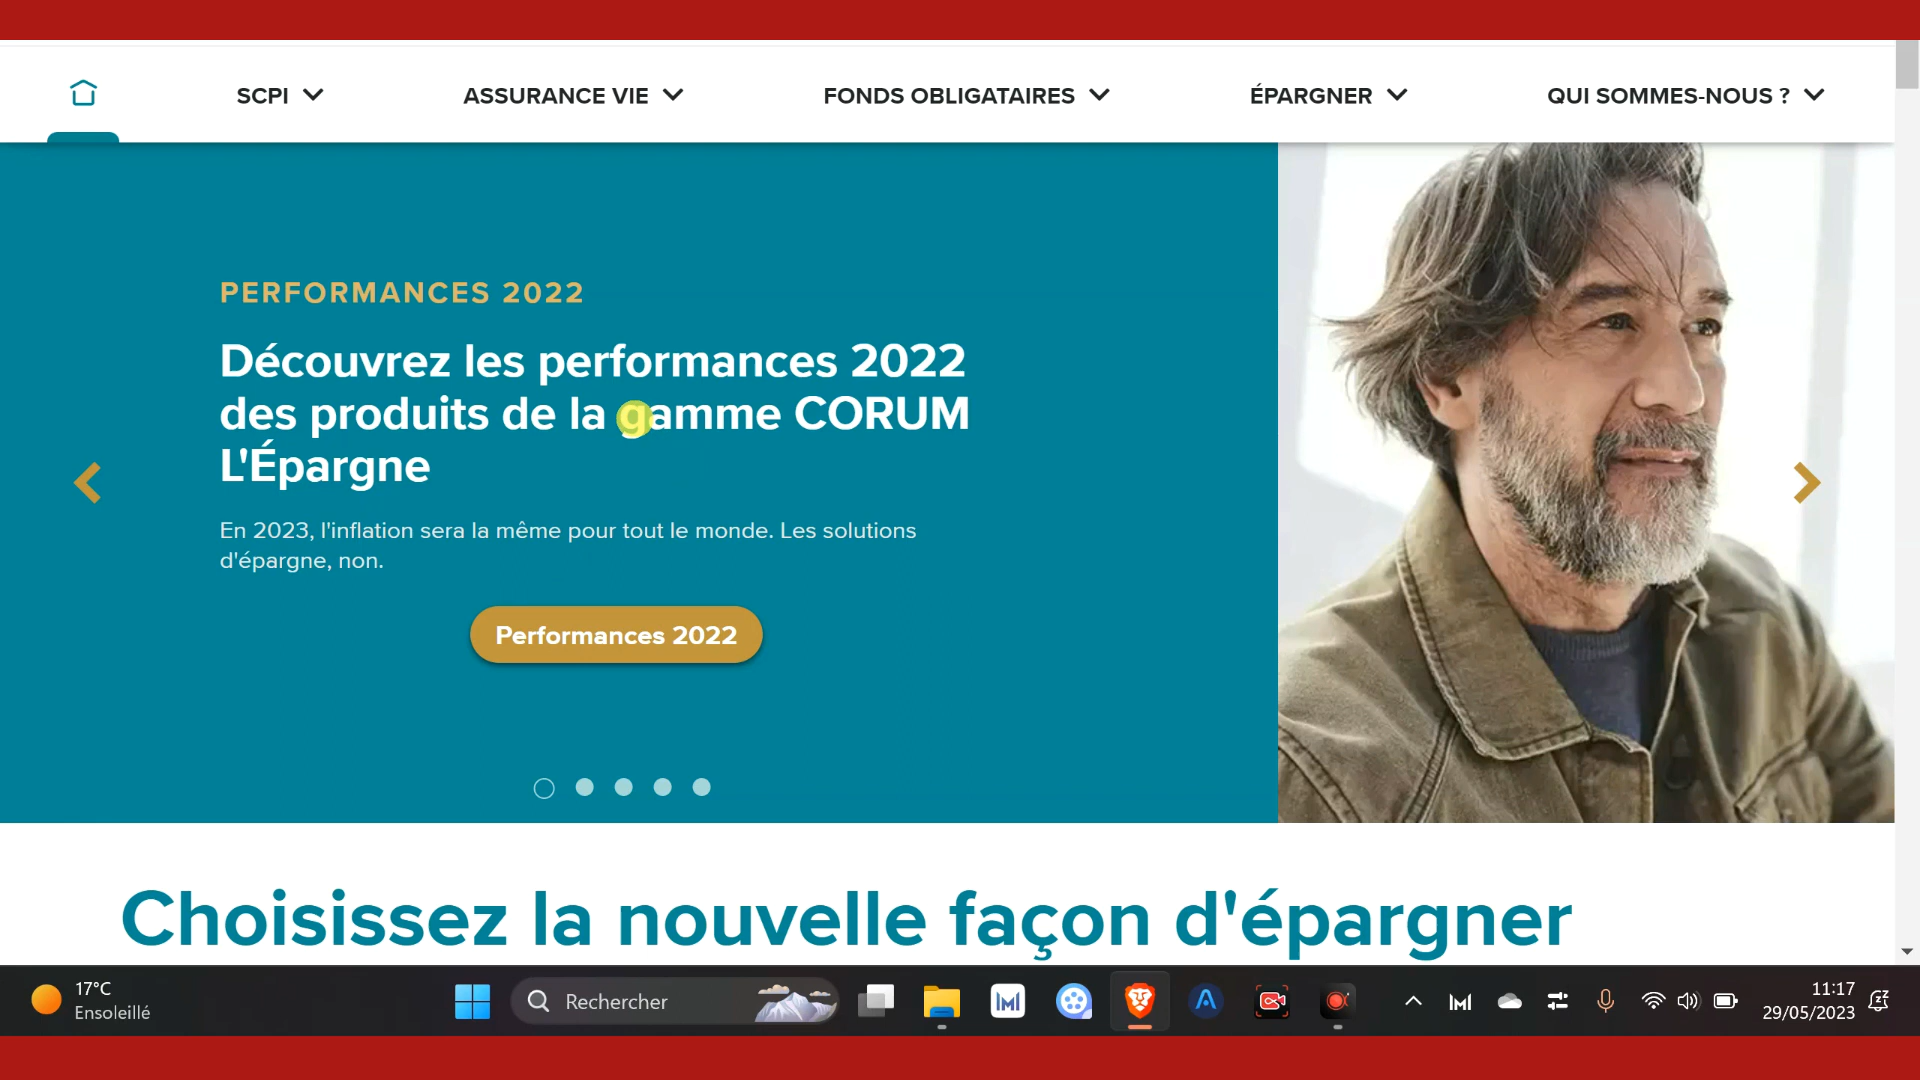 SCPI
ASSURANCE VIE
FONDS OBLIGATAIRES
ÉPARGNER
QUI SOMMES-NOUS ?
PERFORMANCES 2022
Découvrez les performances 2022
des produits de la gamme CORUM
L'Épargne
En 2023, l'inflation sera la même pour tout le monde. Les solutions
d'épargne, non.
Performances 2022
Choisissez la nouvelle façon d'épargner
17°C
Ensoleillé
Rechercher
11:17
29/05/2023